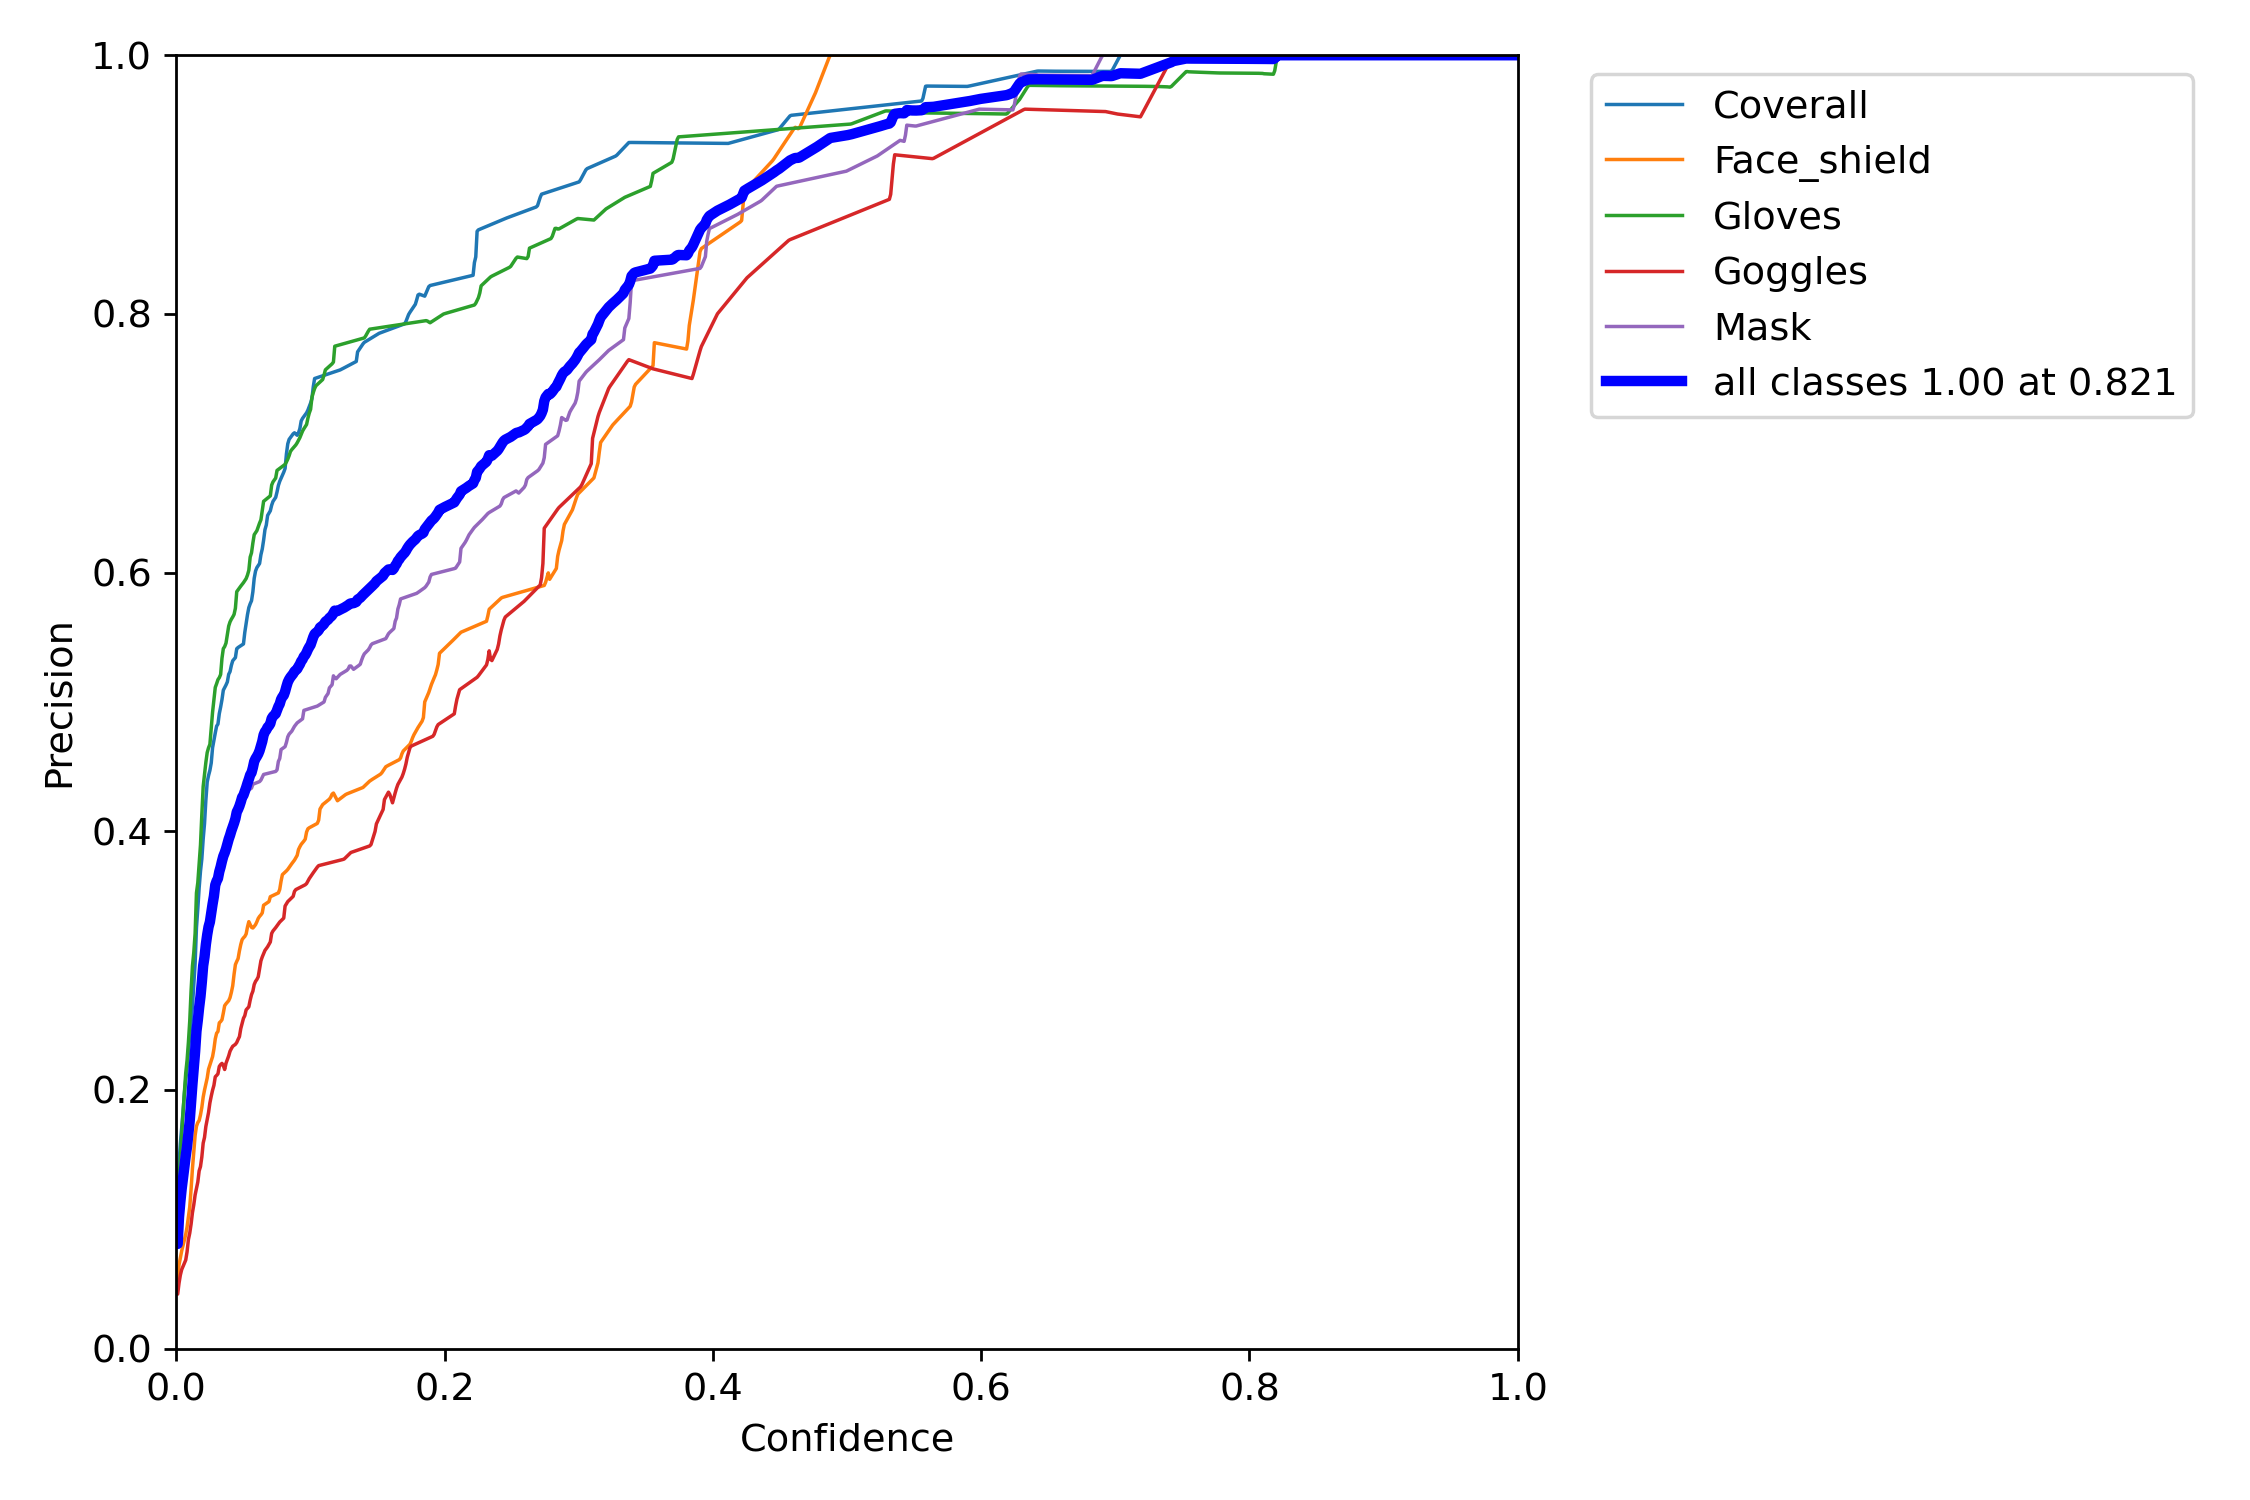 1.0
0.8
0.6
0.4
0.2
0.0
Precision
0.0 0.2 0.4 0.6 0.8 1.0
Confidence
Coverall
Face_shield
Gloves
Goggles
Mask
all classes 1.00 at 0.821